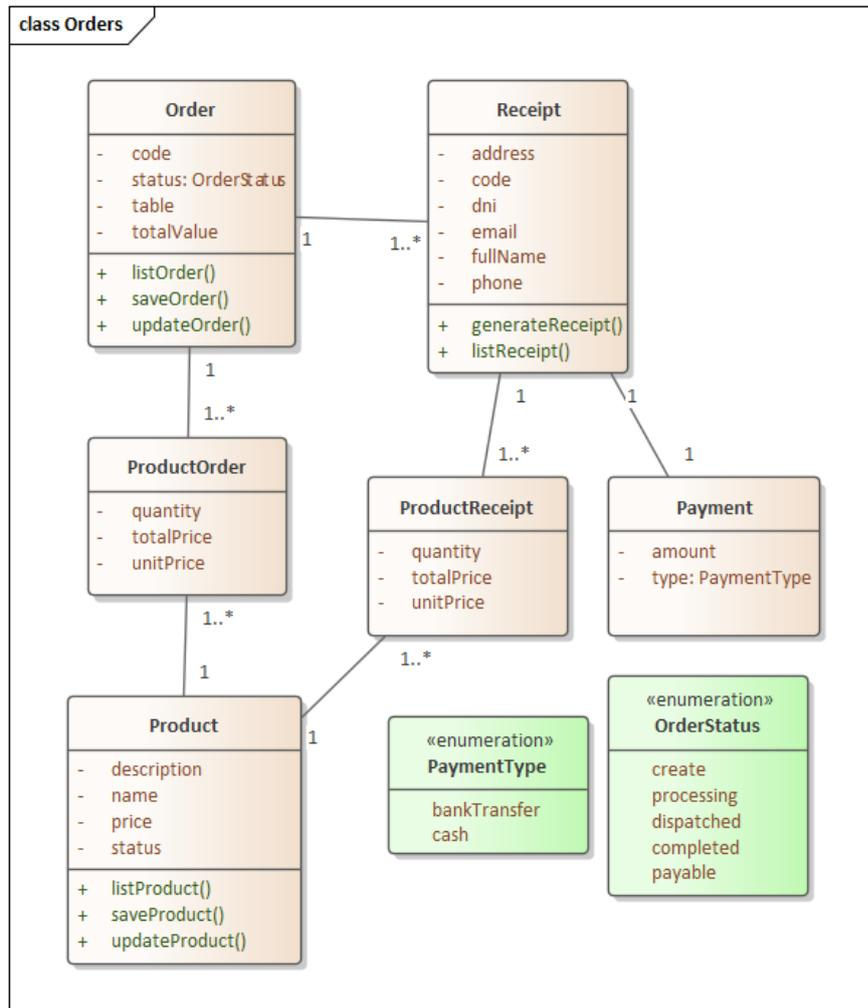 class Orders
Order
- code
- status: OrderStatus
- table
- totalValue
+ listOrder()
+ saveOrder()
+ updateOrder()
Receipt
- address
- code
- dni
- email
- fullName
- phone
+ generateReceipt()
+ listReceipt()
1
1..*
1
1..*
1
1..*
1
1
ProductOrder
- quantity
- totalPrice
- unitPrice
ProductReceipt
- quantity
- totalPrice
- unitPrice
Payment
- amount
- type: PaymentType
1..*
1
1..*
1
Product
- description
- name
- price
- status
+ listProduct()
+ saveProduct()
+ updateProduct()
«enumeration»
PaymentType
bankTransfer
cash
«enumeration»
OrderStatus
create
processing
dispatched
completed
payable